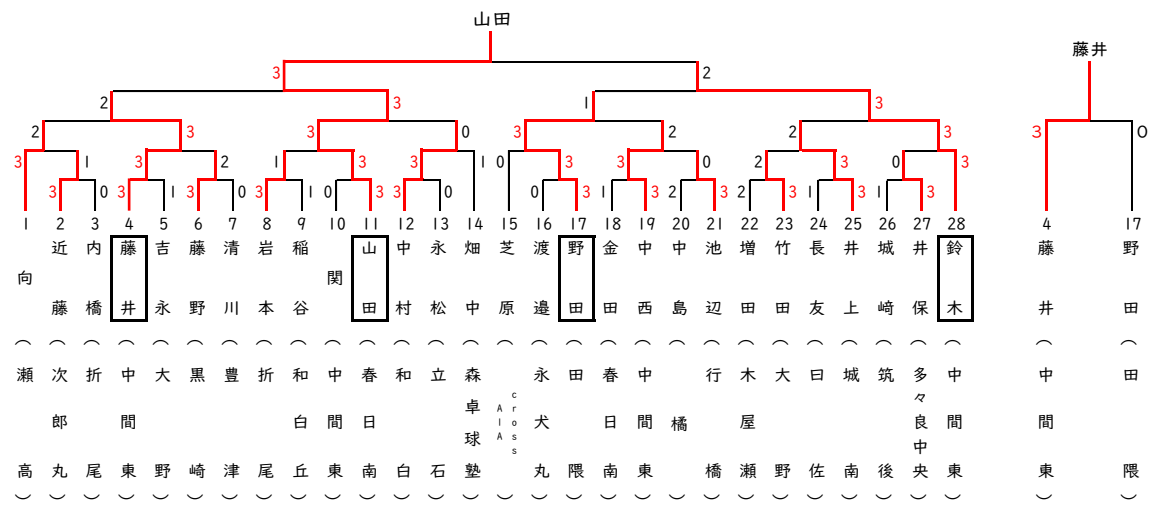 山田
藤井
3 2
2 3 1 3
2 3 3 0 3 2 2 3 3 0
3 1 3 2 1 3 3 1 0 3 3 0 2 3 0 3
3 0 3 1 3 0 3 1 0 3 3 0 0 3 1 3 2 3 2 3 1 3 1 3
1 2 3 4 5 6 7 8 9 10 11 12 13 14 15 16 17 18 19 20 21 22 23 24 25 26 27 28 4 17
向（瀬高）
近藤（次郎丸）
内橋（折尾）
藤井（中間東）
吉永（大野）
藤野（黒崎）
清川（豊津）
岩本（折尾）
稲谷（和白丘）
関（中間東）
山田（春日南）
中村（和白）
永松（立石）
畑中（森卓球塾）
芝原（AIA cross）
渡邉（永犬丸）
野田（田隈）
金田（春日南）
中西（中間東）
中島（橘）
池辺（行橋）
増田（木屋瀬）
竹田（大野）
長友（曰佐）
井上（城南）
城﨑（筑後）
井保（多々良中央）
鈴木（中間東）
藤井（中間東）
野田（田隈）